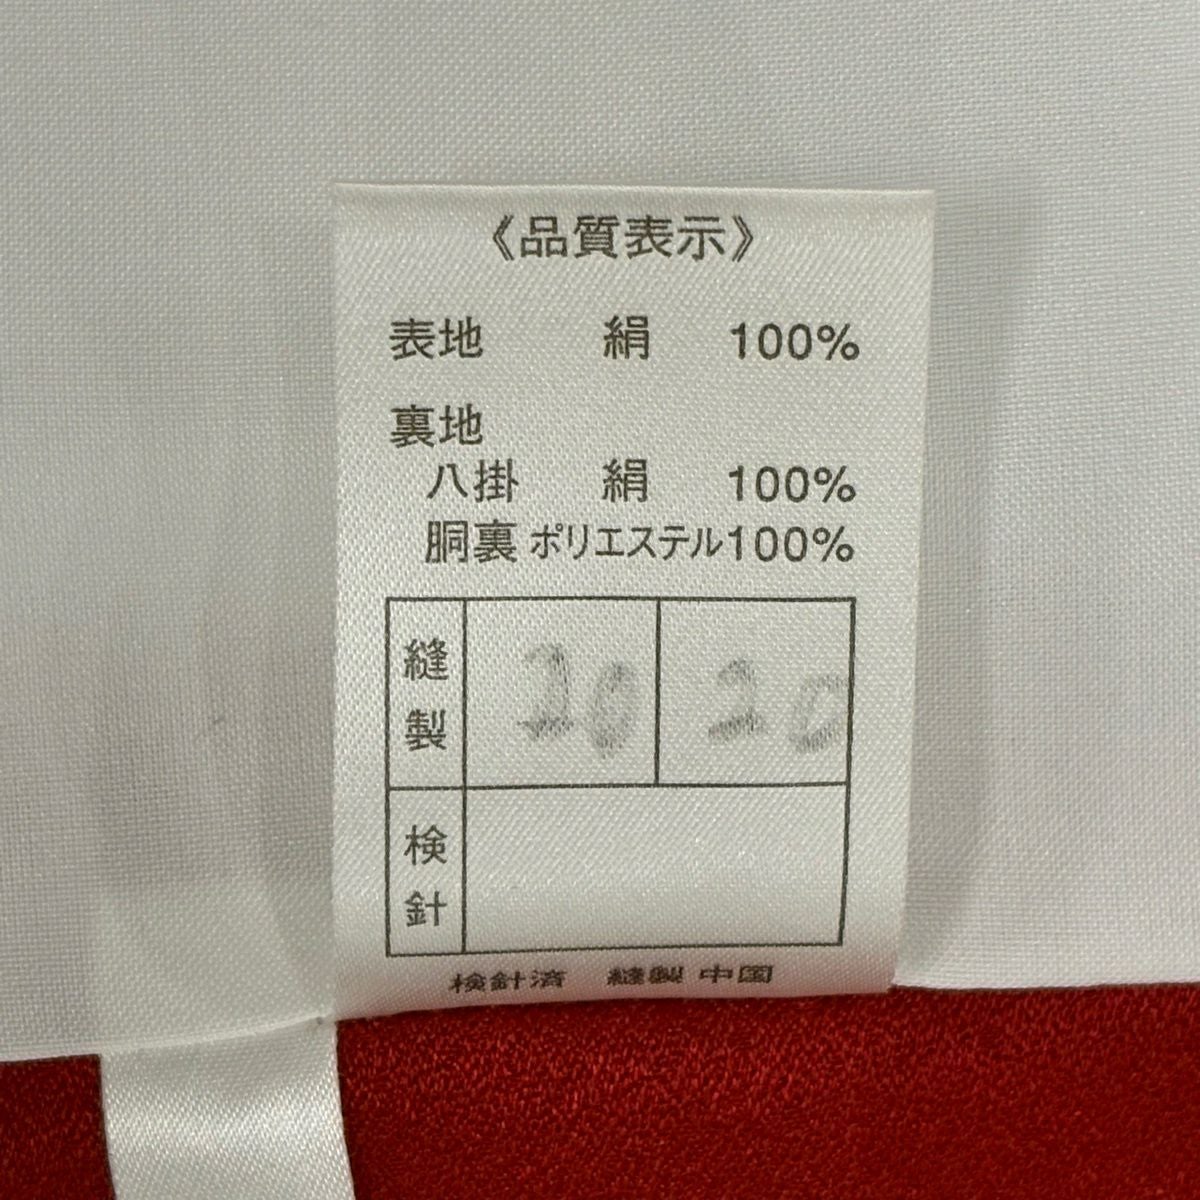 《品質表示》
表地 絹 100%
裏地
八掛 絹 100%
胴裏 ポリエステル100%
縫製 20 20
検針
検針済 縫製 中国